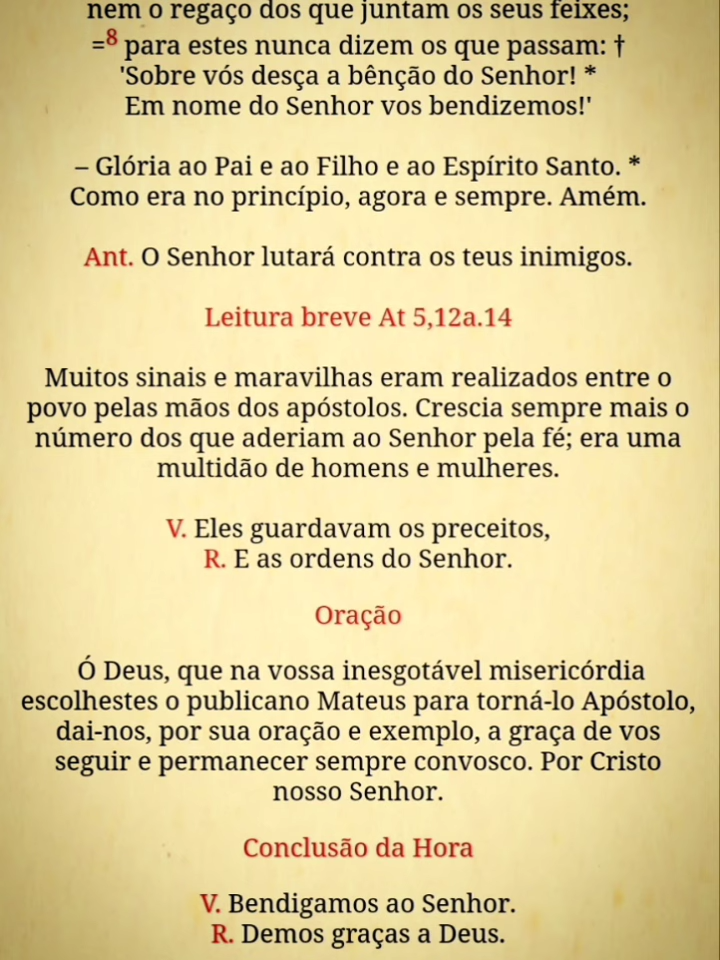 nem o regaço dos que juntam os seus feixes;
=8 para estes nunca dizem os que passam: †
'Sobre vós desça a bênção do Senhor! *
Em nome do Senhor vos bendizemos!'
– Glória ao Pai e ao Filho e ao Espírito Santo. *
Como era no princípio, agora e sempre. Amém.
Ant. O Senhor lutará contra os teus inimigos.
Leitura breve At 5,12a.14
Muitos sinais e maravilhas eram realizados entre o
povo pelas mãos dos apóstolos. Crescia sempre mais o
número dos que aderiam ao Senhor pela fé; era uma
multidão de homens e mulheres.
V. Eles guardavam os preceitos,
R. E as ordens do Senhor.
Oração
Ó Deus, que na vossa inesgotável misericórdia
escolhestes o publicano Mateus para torná-lo Apóstolo,
dai-nos, por sua oração e exemplo, a graça de vos
seguir e permanecer sempre convosco. Por Cristo
nosso Senhor.
Conclusão da Hora
V. Bendigamos ao Senhor.
R. Demos graças a Deus.